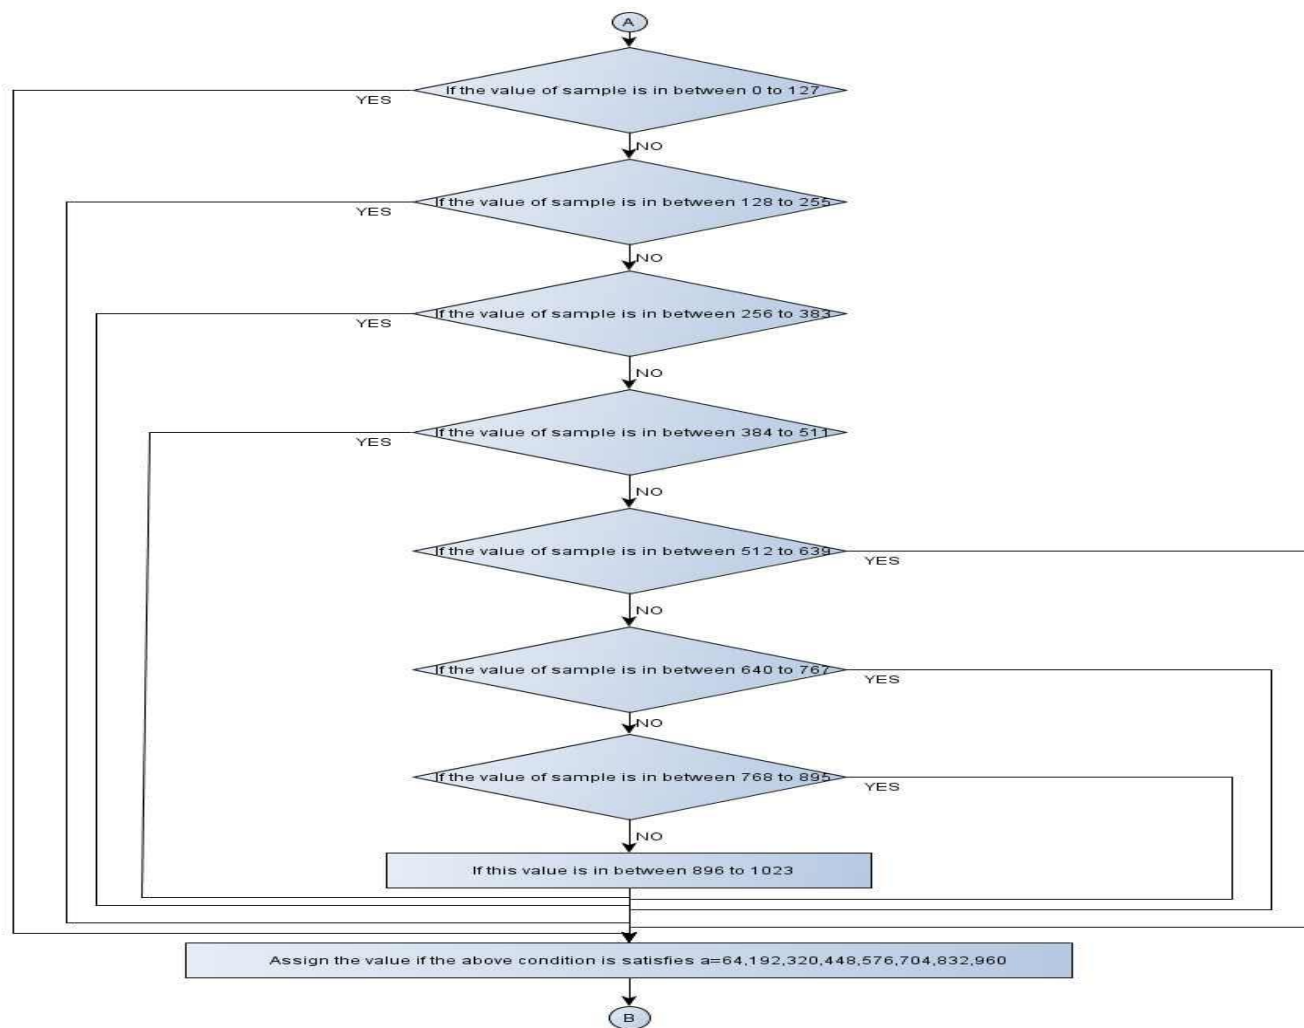 A
If the value of sample is in between 0 to 127
YES
NO
If the value of sample is in between 128 to 255
YES
NO
If the value of sample is in between 256 to 383
YES
NO
If the value of sample is in between 384 to 511
YES
NO
If the value of sample is in between 512 to 639
YES
NO
If the value of sample is in between 640 to 767
YES
NO
If the value of sample is in between 768 to 895
YES
NO
If this value is in between 896 to 1023
Assign the value if the above condition is satisfies a=64,192,320,448,576,704,832,960
B